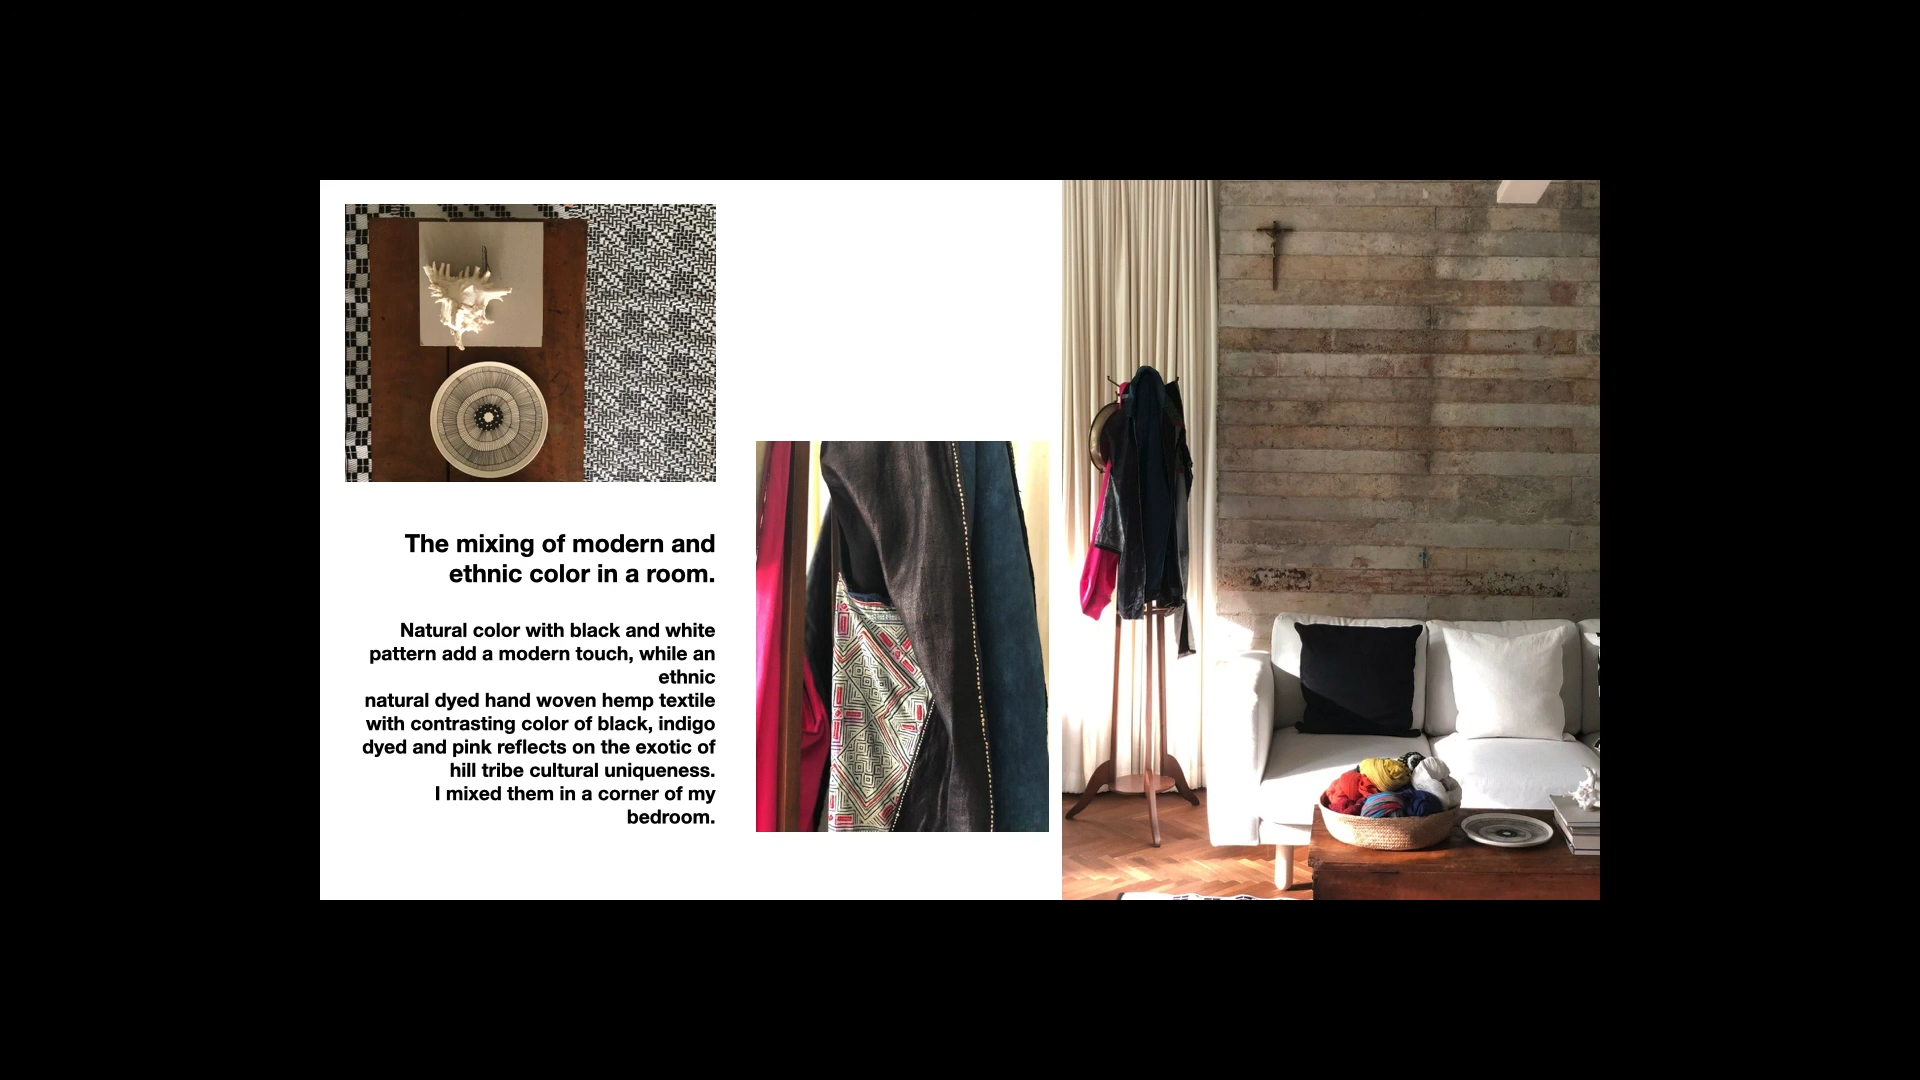 The mixing of modern and
ethnic color in a room.
Natural color with black and white
pattern add a modern touch, while an
ethnic
natural dyed hand woven hemp textile
with contrasting color of black, indigo
dyed and pink reflects on the exotic of
hill tribe cultural uniqueness.
I mixed them in a corner of my
bedroom.